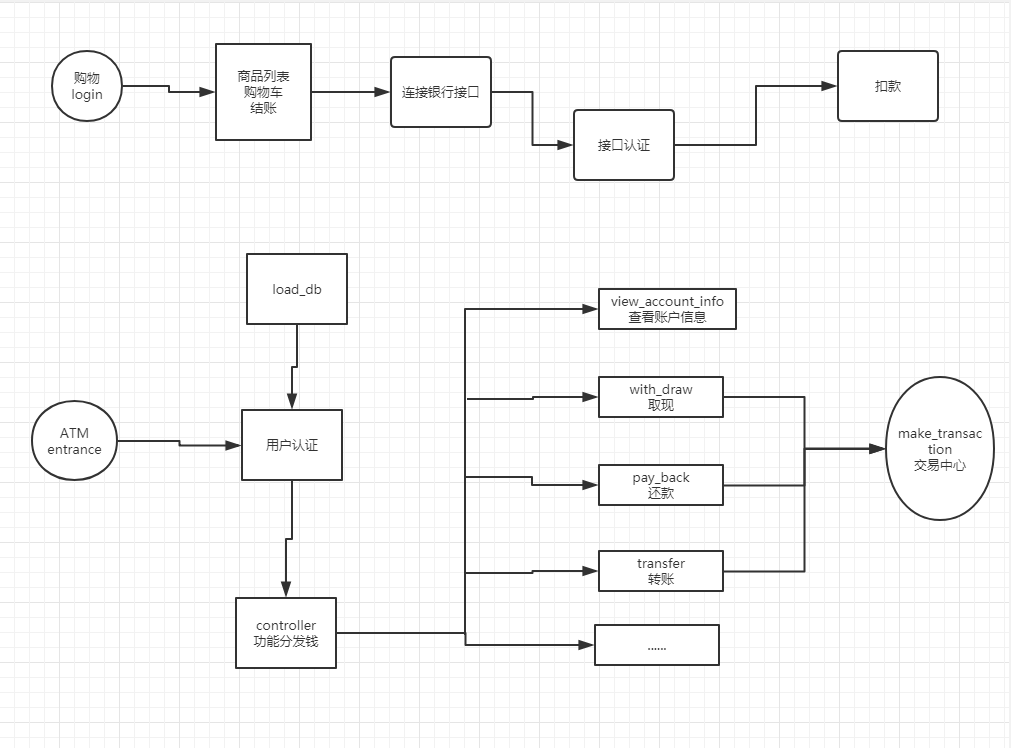 购物
login
商品列表
购物车
结账
连接银行接口
接口认证
扣款
load_db
ATM
entrance
用户认证
controller
功能分发钱
view_account_info
查看账户信息
with_draw
取现
pay_back
还款
transfer
转账
......
make_transac
tion
交易中心